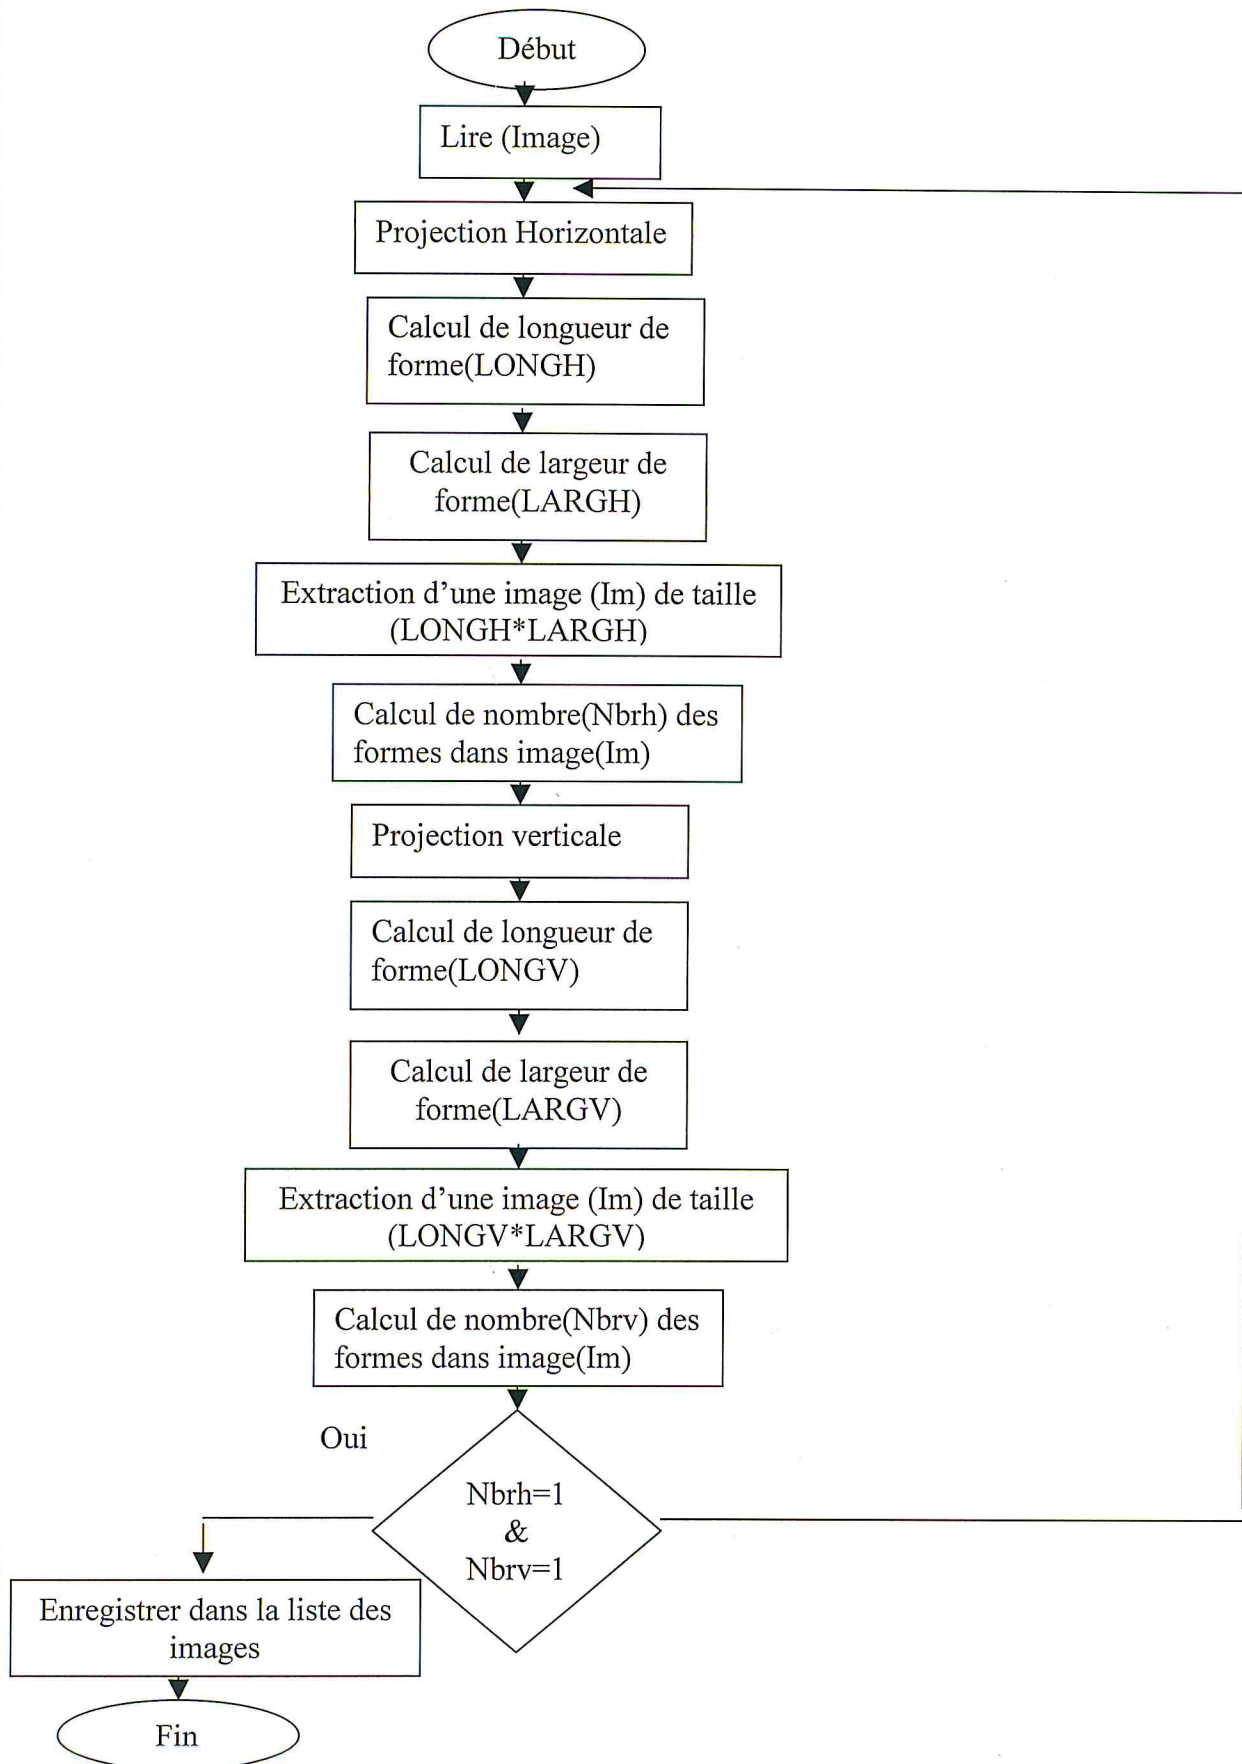 Début
Lire (Image)
Projection Horizontale
Calcul de longueur de
forme(LONGH)
Calcul de largeur de
forme(LARGH)
Extraction d’une image (Im) de taille
(LONGH*LARGH)
Calcul de nombre(Nbrh) des
formes dans image(Im)
Projection verticale
Calcul de longueur de
forme(LONGV)
Calcul de largeur de
forme(LARGV)
Extraction d’une image (Im) de taille
(LONGV*LARGV)
Calcul de nombre(Nbrv) des
formes dans image(Im)
Oui
Nbrh=1
&
Nbrv=1
Enregistrer dans la liste des
images
Fin